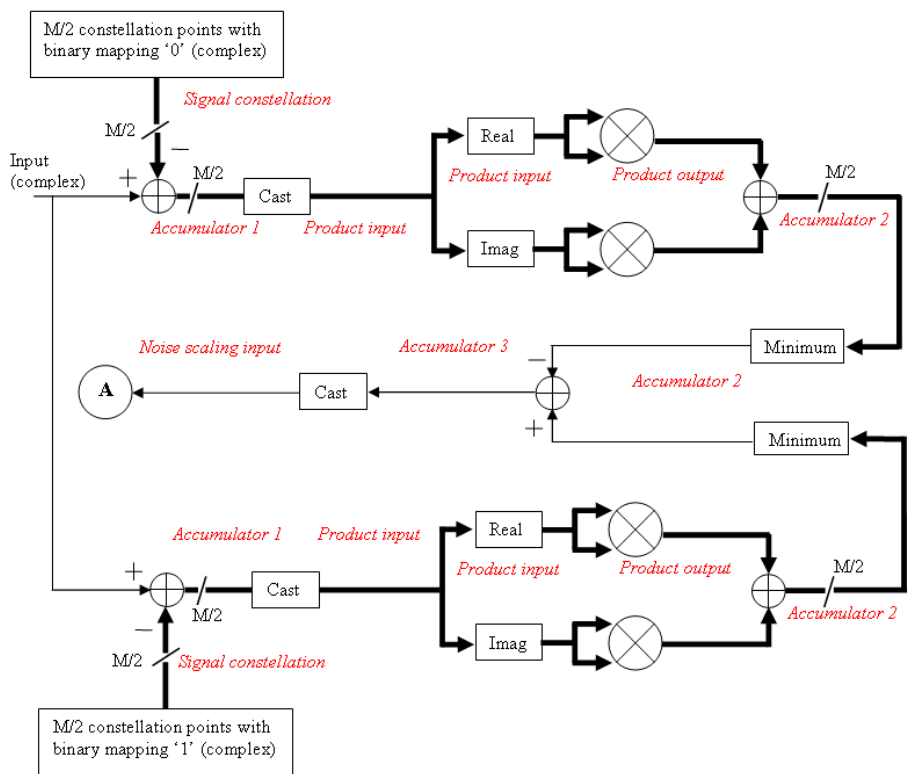 M/2 constellation points with
binary mapping ‘0’ (complex)
Signal constellation
M/2
−
Input
(complex)
+
M/2
Accumulator 1
Cast
Product input
Real
Product input
Imag
Product output
M/2
Accumulator 2
Noise scaling input
Accumulator 3
−
Minimum
A
Cast
Accumulator 2
+
Minimum
Accumulator 1
Product input
Real
Product input
Product output
+
Cast
M/2
M/2
Accumulator 2
−
M/2
Signal constellation
Imag
M/2 constellation points with
binary mapping ‘1’ (complex)